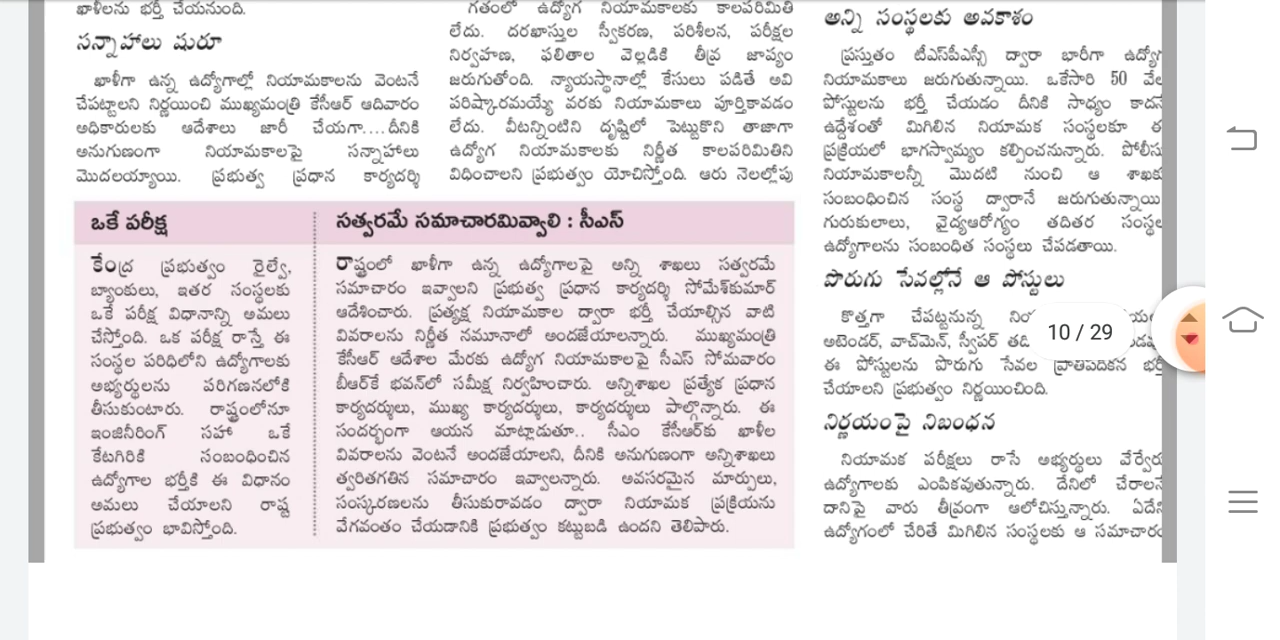 ఖాళీలను భర్తీ చేయనుంది.
సన్నాహాలు షురూ
ఖాళీగా ఉన్న ఉద్యోగాల్లో నియామకాలను వెంటనే
చేపట్టాలని నిర్ణయించి ముఖ్యమంత్రి కేసీఆర్ ఆదివారం
అధికారులకు ఆదేశాలు జారీ చేయగా....దీనికి
అనుగుణంగా నియామకాలపై సన్నాహాలు
మొదలయ్యాయి. ప్రభుత్వ ప్రధాన కార్యదర్శి
గతంలో ఉద్యోగ నియామకాలకు కాలపరిమితి
లేదు. దరఖాస్తుల స్వీకరణ, పరిశీలన, పరీక్షల
నిర్వహణ, ఫలితాల వెల్లడికి తీవ్ర జాప్యం
జరుగుతోంది. న్యాయస్థానాల్లో కేసులు పడితే అవి
పరిష్కారమయ్యే వరకు నియామకాలు పూర్తికావడం
లేదు. వీటన్నింటిని దృష్టిలో పెట్టుకొని తాజాగా
ఉద్యోగ నియామకాలకు నిర్ణీత కాలపరిమితిని
విధించాలని ప్రభుత్వం యోచిస్తోంది. ఆరు నెలల్లోపు
ఒకే పరీక్ష
కేంద్ర ప్రభుత్వం రైల్వే,
బ్యాంకులు, ఇతర సంస్థలకు
ఒకే పరీక్ష విధానాన్ని అమలు
చేస్తోంది. ఒక పరీక్ష రాస్తే ఈ
సంస్థల పరిధిలోని ఉద్యోగాలకు
అభ్యర్థులను పరిగణనలోకి
తీసుకుంటారు. రాష్ట్రంలోనూ
ఇంజినీరింగ్ సహా ఒకే
కేటగిరికి సంబంధించిన
ఉద్యోగాల భర్తీకి ఈ విధానం
అమలు చేయాలని రాష్ట్ర
ప్రభుత్వం భావిస్తోంది.
సత్వరమే సమాచారమివ్వాలి : సీఎస్
రాష్ట్రంలో ఖాళీగా ఉన్న ఉద్యోగాలపై అన్ని శాఖలు సత్వరమే
సమాచారం ఇవ్వాలని ప్రభుత్వ ప్రధాన కార్యదర్శి సోమేశ్‌కుమార్
ఆదేశించారు. ప్రత్యక్ష నియామకాల ద్వారా భర్తీ చేయాల్సిన వాటి
వివరాలను నిర్ణీత నమూనాలో అందజేయాలన్నారు. ముఖ్యమంత్రి
కేసీఆర్ ఆదేశాల మేరకు ఉద్యోగ నియామకాలపై సీఎస్ సోమవారం
బీఆర్‌కే భవన్‌లో సమీక్ష నిర్వహించారు. అన్నిశాఖల ప్రత్యేక ప్రధాన
కార్యదర్శులు, ముఖ్య కార్యదర్శులు, కార్యదర్శులు పాల్గొన్నారు. ఈ
సందర్భంగా ఆయన మాట్లాడుతూ.. సీఎం కేసీఆర్‌కు ఖాళీల
వివరాలను వెంటనే అందజేయాలని, దీనికి అనుగుణంగా అన్నిశాఖలు
త్వరితగతిన సమాచారం ఇవ్వాలన్నారు. అవసరమైన మార్పులు,
సంస్కరణలను తీసుకురావడం ద్వారా నియామక ప్రక్రియను
వేగవంతం చేయడానికి ప్రభుత్వం కట్టుబడి ఉందని తెలిపారు.
అన్ని సంస్థలకు అవకాశం
ప్రస్తుతం టీఎస్‌పీఎస్సీ ద్వారా భారీగా ఉద్యోగ
నియామకాలు జరుగుతున్నాయి. ఒకేసారి 50 వేల
పోస్టులను భర్తీ చేయడం దీనికి సాధ్యం కాదనే
ఉద్దేశంతో మిగిలిన నియామక సంస్థలకూ ఈ
ప్రక్రియలో భాగస్వామ్యం కల్పించనున్నారు. పోలీసు
నియామకాలన్నీ మొదటి నుంచి ఆ శాఖకు
సంబంధించిన సంస్థ ద్వారానే జరుగుతున్నాయి
గురుకులాలు, వైద్యఆరోగ్యం తదితర సంస్థల
ఉద్యోగాలను సంబంధిత సంస్థలు చేపడతాయి.
పొరుగు సేవల్లోనే ఆ పోస్టులు
కొత్తగా చేపట్టనున్న
అటెండర్, వాచ్‌మెన్, స్వీపర్
ఈ పోస్టులను పొరుగు సేవల ప్రాతిపదికన భర్తీ
చేయాలని ప్రభుత్వం నిర్ణయించింది.
10 / 29
నిర్ణయంపై నిబంధన
నియామక పరీక్షలు రాసే అభ్యర్థులు వేర్వేరు
ఉద్యోగాలకు ఎంపికవుతున్నారు. దేనిలో చేరాలనే
దానిపై వారు తీవ్రంగా ఆలోచిస్తున్నారు. ఏదేని
ఉద్యోగంలో చేరితే మిగిలిన సంస్థలకు ఆ సమాచారం